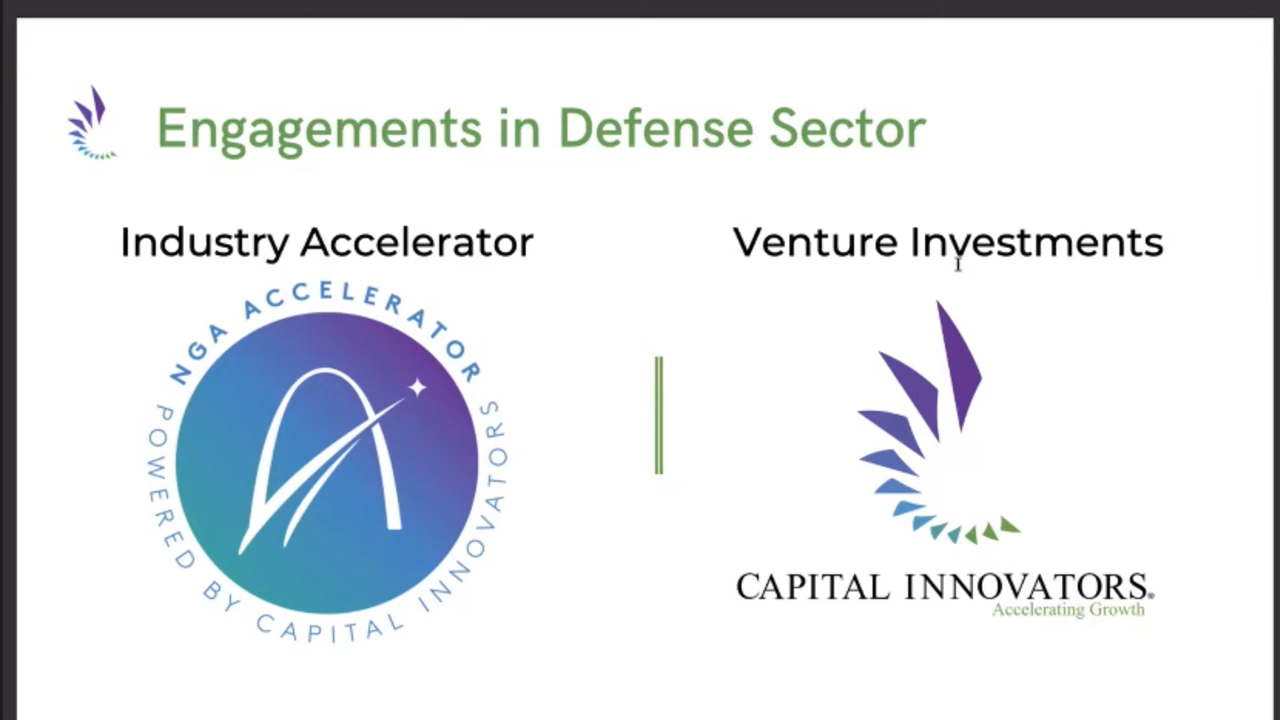 Engagements in Defense Sector
Industry Accelerator
NGA ACCELERATOR
POWERED BY CAPITAL INNOVATORS
Venture Investments
CAPITAL INNOVATORS®
Accelerating Growth